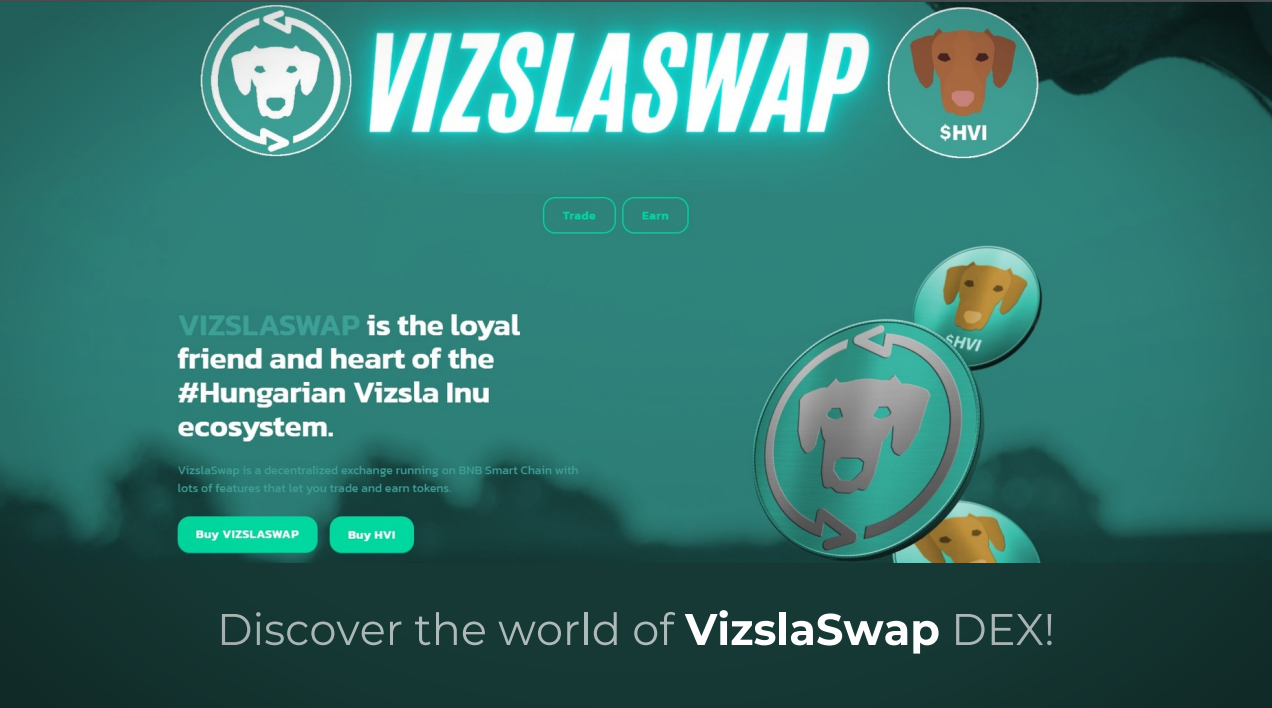 VIZSLASWAP
$HVI
Trade
Earn
$HVI
VIZSLASWAP is the loyal
friend and heart of the
#Hungarian Vizsla Inu
ecosystem.
VizslaSwap is a decentralized exchange running on BNB Smart Chain with
lots of features that let you trade and earn tokens.
Buy VIZSLASWAP
Buy HVI
Discover the world of VizslaSwap DEX!